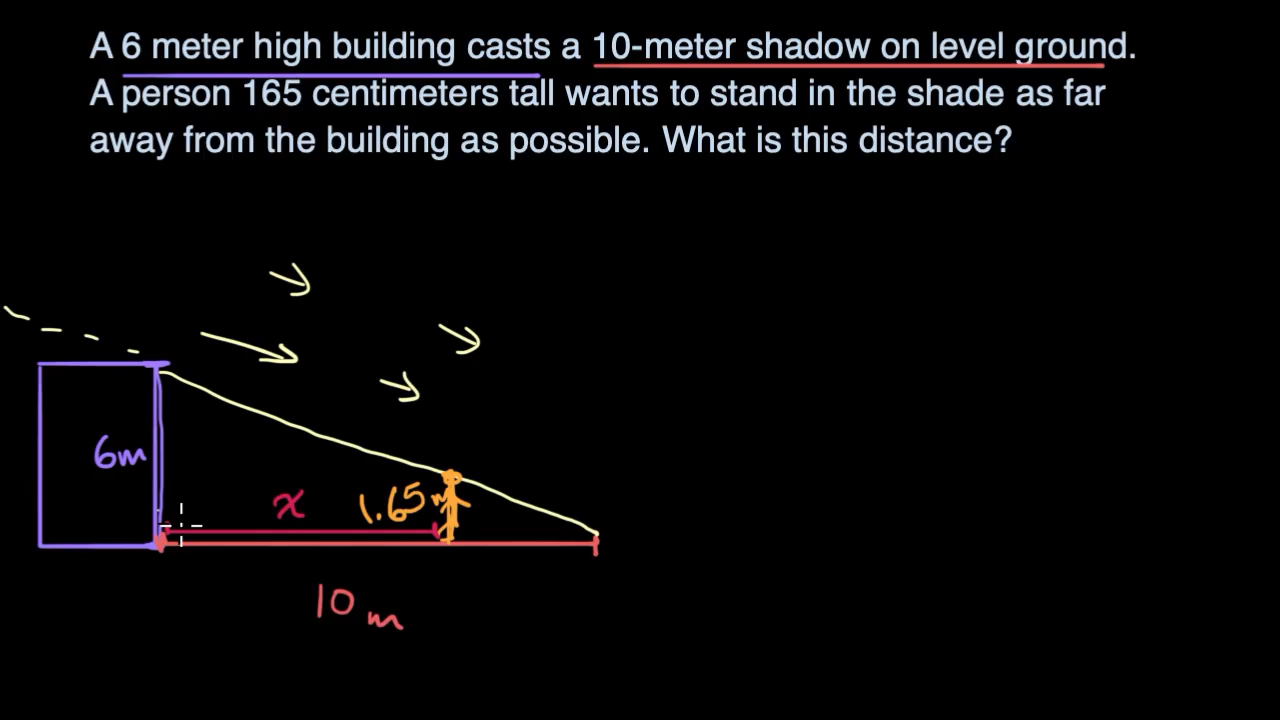 A 6 meter high building casts a 10-meter shadow on level ground.
A person 165 centimeters tall wants to stand in the shade as far
away from the building as possible. What is this distance?
6m
x
1.65m
10 m